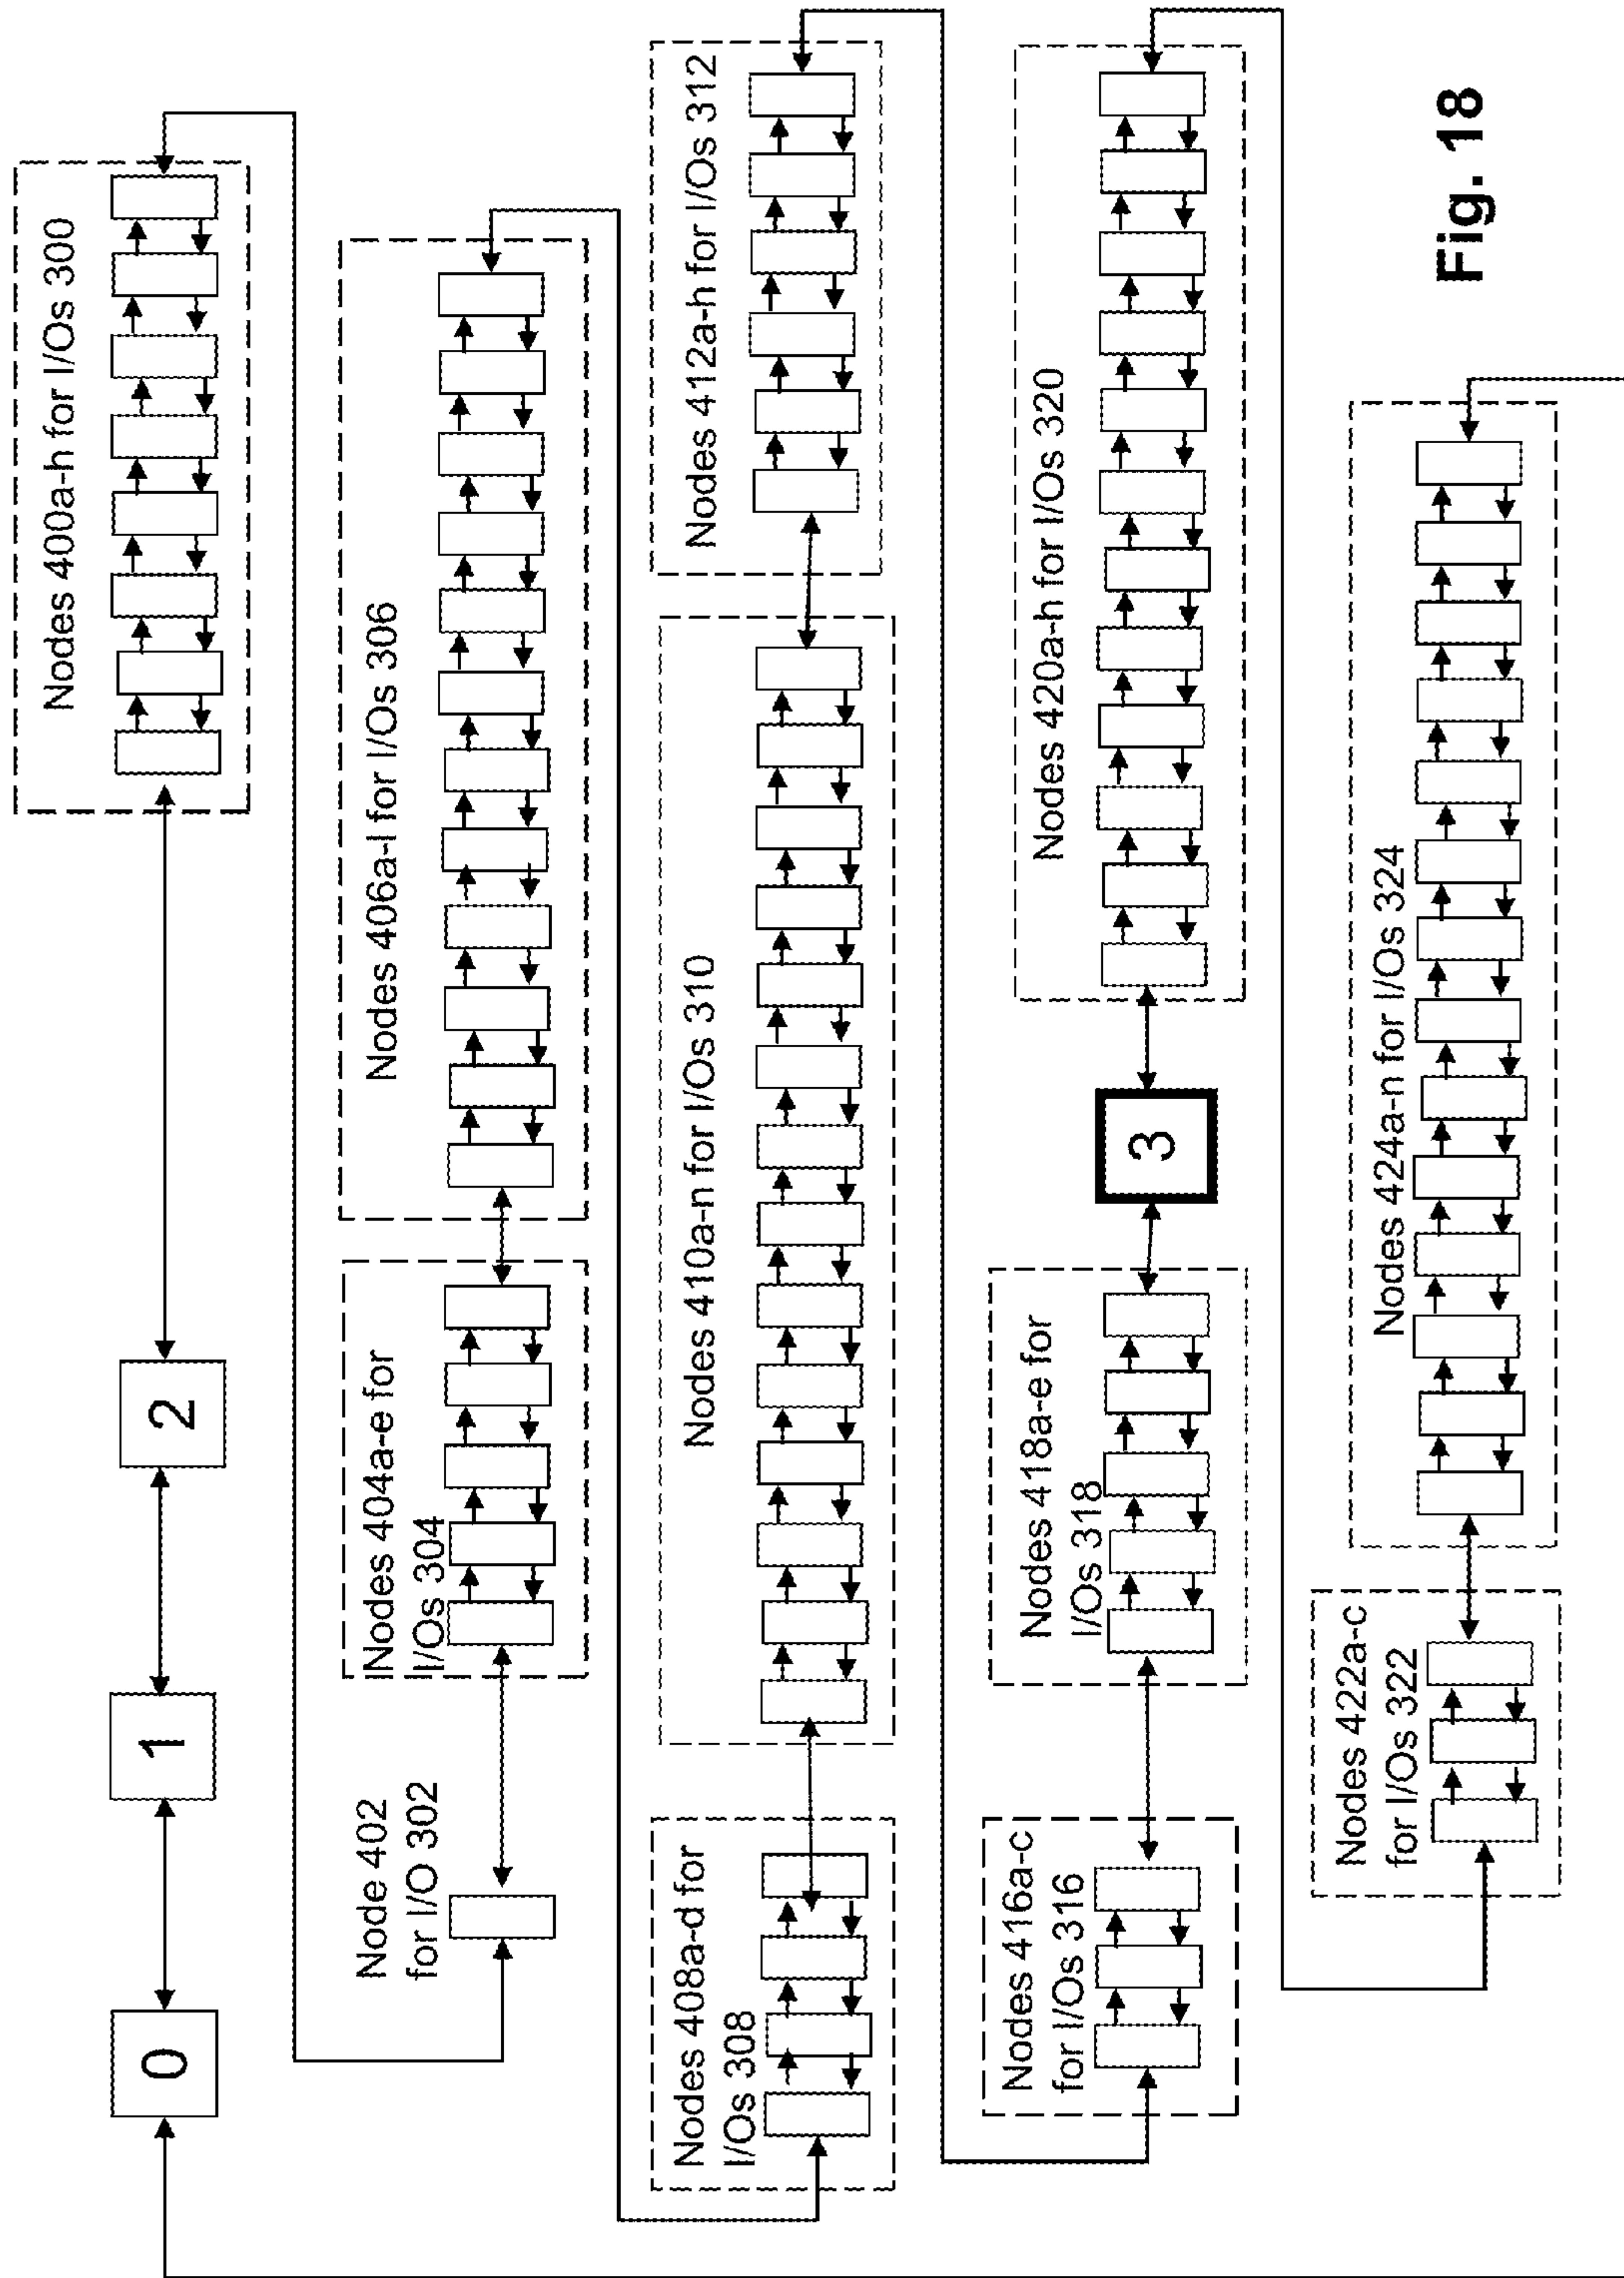 0
1
2
Nodes 400a-h for I/Os 300
Node 402
for I/O 302
Nodes 404a-e for
I/Os 304
Nodes 406a-l for I/Os 306
Nodes 408a-d for
I/Os 308
Nodes 410a-n for I/Os 310
Nodes 412a-h for I/Os 312
Nodes 416a-c
for I/Os 316
Nodes 418a-e for
I/Os 318
3
Nodes 420a-h for I/Os 320
Nodes 422a-c
for I/Os 322
Nodes 424a-n for I/Os 324
Fig. 18